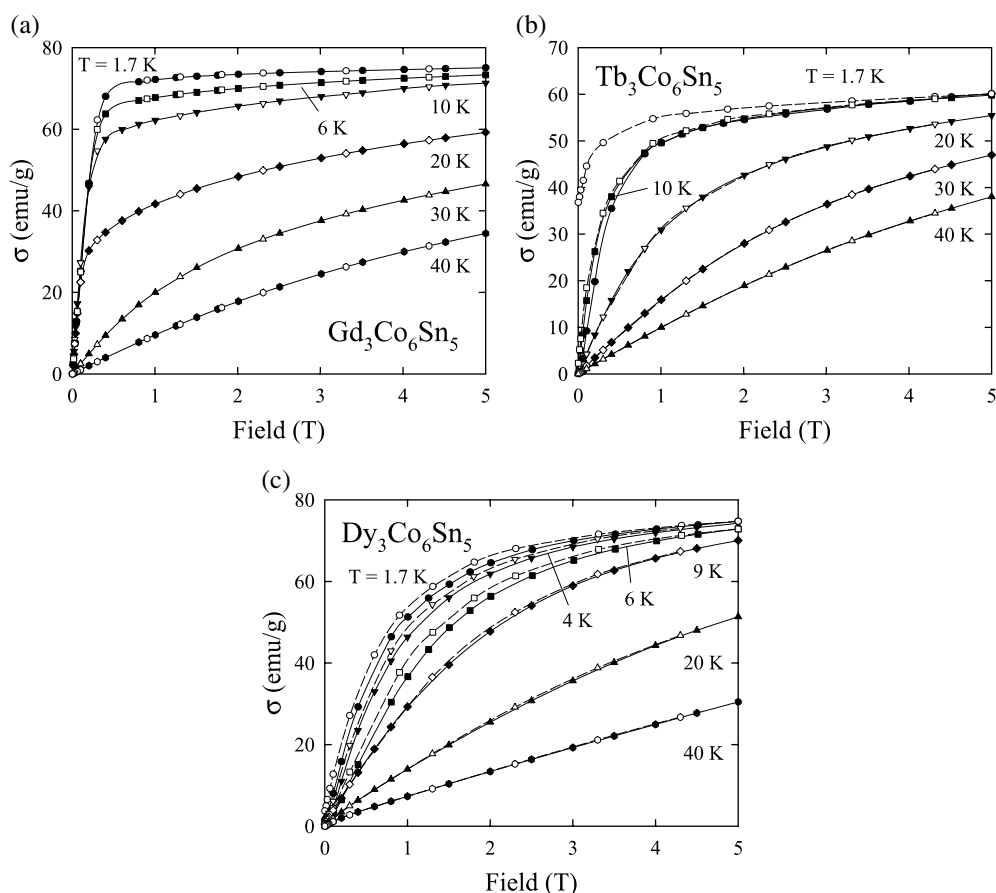 (a)
80
60
40
20
0
σ (emu/g)
T = 1.7 K
6 K
10 K
20 K
30 K
40 K
Gd₃Co₆Sn₅
0 1 2 3 4 5
Field (T)
(b)
70
60
50
40
30
20
10
0
σ (emu/g)
Tb₃Co₆Sn₅
T = 1.7 K
10 K
20 K
30 K
40 K
0 1 2 3 4 5
Field (T)
(c)
80
60
40
20
0
σ (emu/g)
Dy₃Co₆Sn₅
T = 1.7 K
4 K
6 K
9 K
20 K
40 K
0 1 2 3 4 5
Field (T)